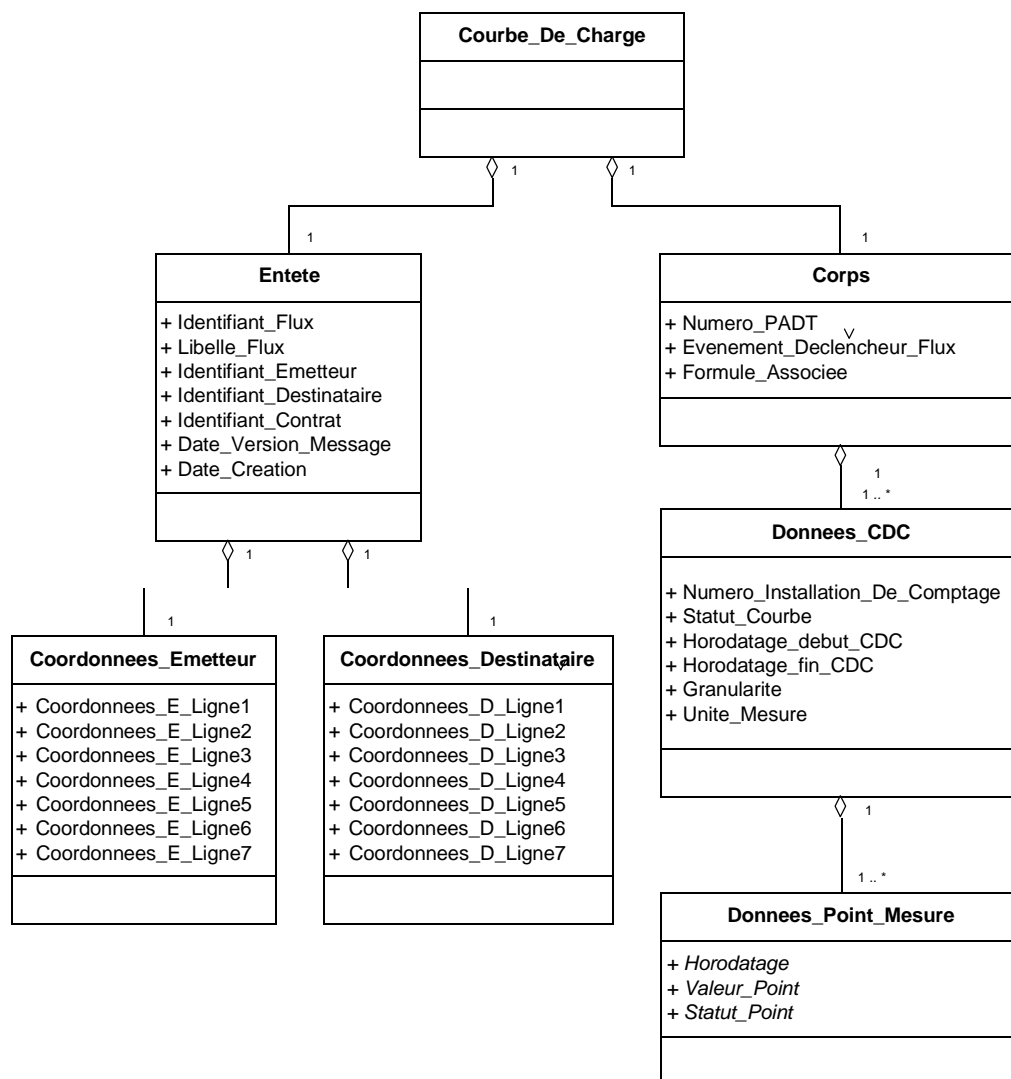 Courbe_De_Charge
1
1
1
1
Entete
+ Identifiant_Flux
+ Libelle_Flux
+ Identifiant_Emetteur
+ Identifiant_Destinataire
+ Identifiant_Contrat
+ Date_Version_Message
+ Date_Creation
1
1
1
1
Coordonnees_Emetteur
+ Coordonnees_E_Ligne1
+ Coordonnees_E_Ligne2
+ Coordonnees_E_Ligne3
+ Coordonnees_E_Ligne4
+ Coordonnees_E_Ligne5
+ Coordonnees_E_Ligne6
+ Coordonnees_E_Ligne7
Coordonnees_Destinataire
+ Coordonnees_D_Ligne1
+ Coordonnees_D_Ligne2
+ Coordonnees_D_Ligne3
+ Coordonnees_D_Ligne4
+ Coordonnees_D_Ligne5
+ Coordonnees_D_Ligne6
+ Coordonnees_D_Ligne7
Corps
+ Numero_PADT
+ Evenement_Declencheur_Flux
+ Formule_Associee
1
1 .. *
Donnees_CDC
+ Numero_Installation_De_Comptage
+ Statut_Courbe
+ Horodatage_debut_CDC
+ Horodatage_fin_CDC
+ Granularite
+ Unite_Mesure
1
1 .. *
Donnees_Point_Mesure
+ Horodatage
+ Valeur_Point
+ Statut_Point